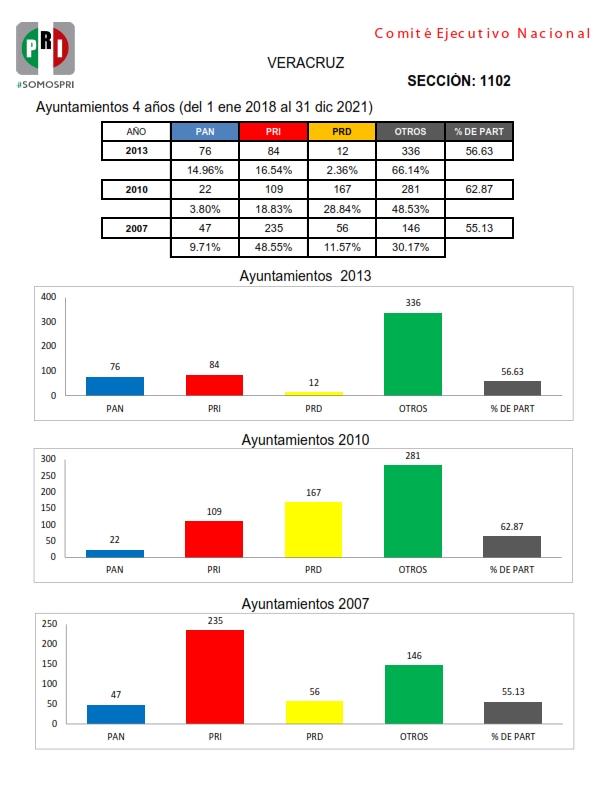 Comité Ejecutivo Nacional
PRI
#SOMOSPRI
VERACRUZ
SECCIÓN: 1102
Ayuntamientos 4 años (del 1 ene 2018 al 31 dic 2021)
AÑO PAN PRI PRD OTROS % DE PART
2013 76 84 12 336 56.63
14.96% 16.54% 2.36% 66.14%
2010 22 109 167 281 62.87
3.80% 18.83% 28.84% 48.53%
2007 47 235 56 146 55.13
9.71% 48.55% 11.57% 30.17%
Ayuntamientos 2013
400
300
200
100
0
76 84 12 336 56.63
PAN PRI PRD OTROS % DE PART
Ayuntamientos 2010
300
250
200
150
100
50
0
22 109 167 281 62.87
PAN PRI PRD OTROS % DE PART
Ayuntamientos 2007
250
200
150
100
50
0
47 235 56 146 55.13
PAN PRI PRD OTROS % DE PART